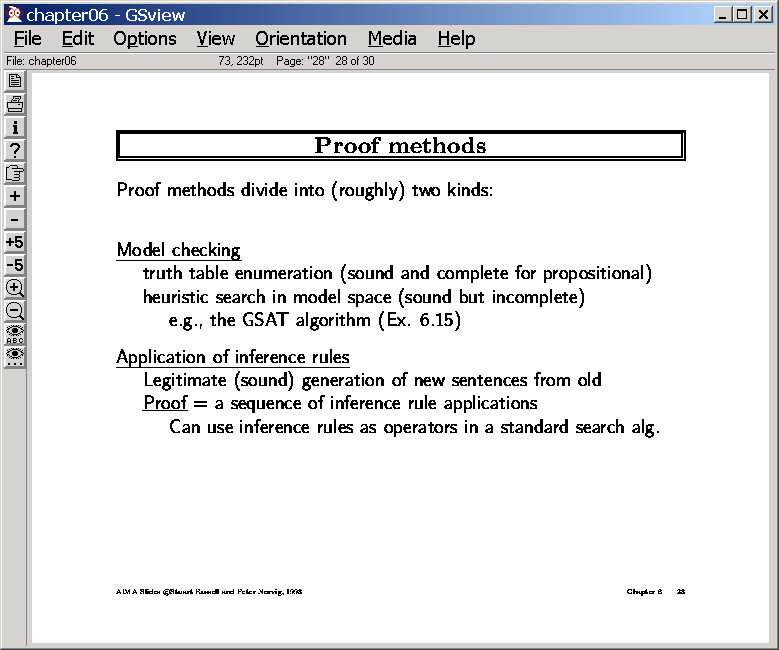 chapter06 - GSview
File Edit Options View Orientation Media Help
File: chapter06 73, 232pt Page: "28" 28 of 30
i
?
+
-
+5
-5
ABC
Proof methods
Proof methods divide into (roughly) two kinds:
Model checking
truth table enumeration (sound and complete for propositional)
heuristic search in model space (sound but incomplete)
e.g., the GSAT algorithm (Ex. 6.15)
Application of inference rules
Legitimate (sound) generation of new sentences from old
Proof = a sequence of inference rule applications
Can use inference rules as operators in a standard search alg.
AIMA Slides ©Stuart Russell and Peter Norvig, 1998 Chapter 6 28